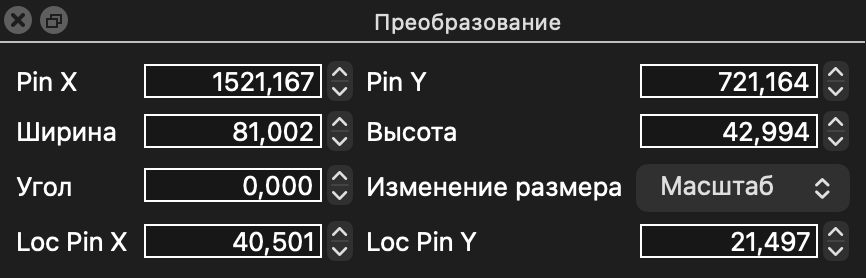 Преобразование
Pin X 1521,167 Pin Y 721,164
Ширина 81,002 Высота 42,994
Угол 0,000 Изменение размера Масштаб
Loc Pin X 40,501 Loc Pin Y 21,497